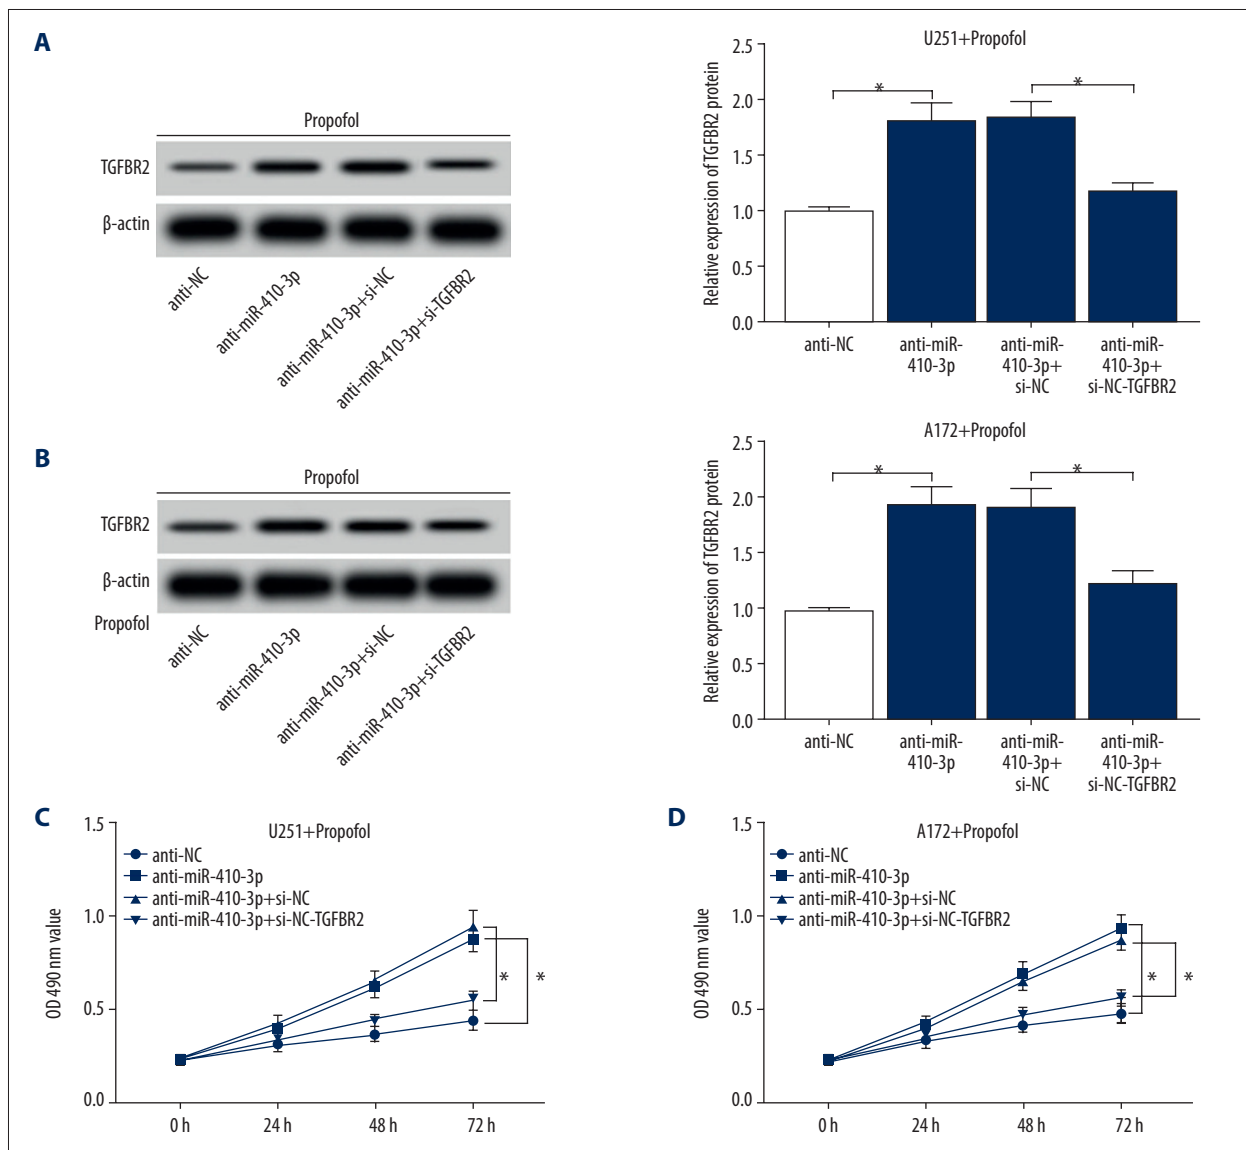 A
Propofol
TGFBR2
β-actin
anti-NC
anti-miR-410-3p
anti-miR-410-3p+si-NC
anti-miR-410-3p+si-TGFBR2
U251+Propofol
Relative expression of TGFBR2 protein
2.5
2.0
1.5
1.0
0.5
0.0
*
*
anti-NC
anti-miR-
410-3p
anti-miR-
410-3p+
si-NC
anti-miR-
410-3p+
si-NC-TGFBR2
B
Propofol
TGFBR2
β-actin
Propofol
anti-NC
anti-miR-410-3p
anti-miR-410-3p+si-NC
anti-miR-410-3p+si-TGFBR2
A172+Propofol
Relative expression of TGFBR2 protein
2.5
2.0
1.5
1.0
0.5
0.0
*
*
anti-NC
anti-miR-
410-3p
anti-miR-
410-3p+
si-NC
anti-miR-
410-3p+
si-NC-TGFBR2
C
U251+Propofol
OD 490 nm value
1.5
1.0
0.5
0.0
anti-NC
anti-miR-410-3p
anti-miR-410-3p+si-NC
anti-miR-410-3p+si-NC-TGFBR2
*
*
0 h
24 h
48 h
72 h
D
A172+Propofol
OD 490 nm value
1.5
1.0
0.5
0.0
anti-NC
anti-miR-410-3p
anti-miR-410-3p+si-NC
anti-miR-410-3p+si-NC-TGFBR2
*
*
0 h
24 h
48 h
72 h